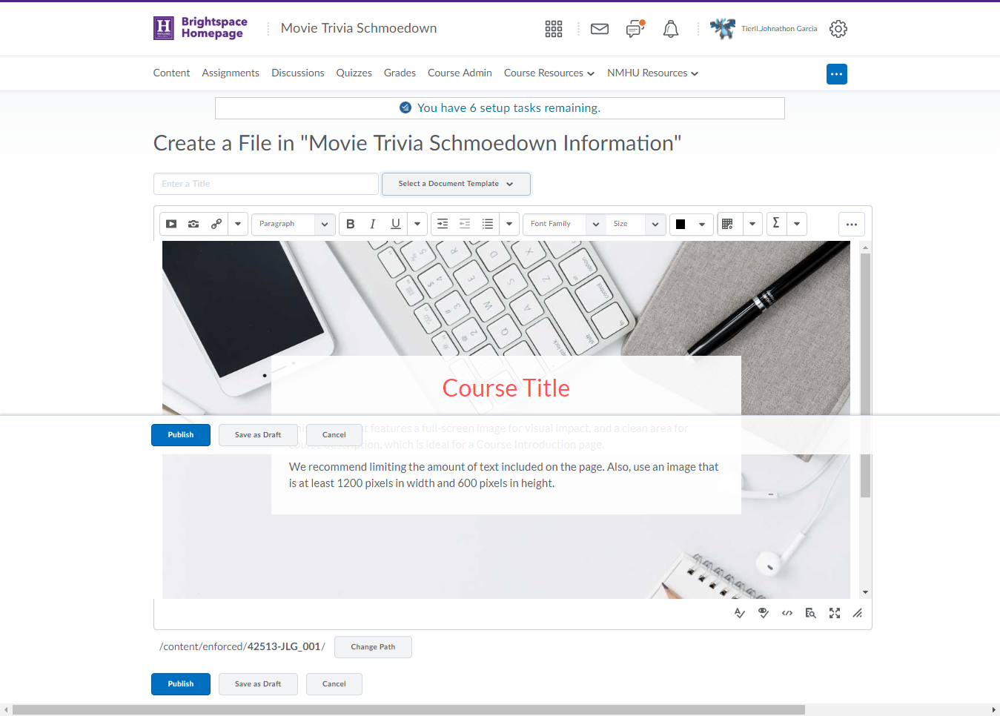 Brightspace
Homepage
Movie Trivia Schmoedown
Tierll.Johnathon Garcia
Content Assignments Discussions Quizzes Grades Course Admin Course Resources NMHU Resources
You have 6 setup tasks remaining.
Create a File in "Movie Trivia Schmoedown Information"
Enter a Title
Select a Document Template
Paragraph B I U Font Family Size Σ
Course Title
features a full-screen image for visual impact, and a clean area for
course description, which is ideal for a Course Introduction page.
Publish Save as Draft Cancel
We recommend limiting the amount of text included on the page. Also, use an image that
is at least 1200 pixels in width and 600 pixels in height.
/content/enforced/42513-JLG_001/ Change Path
Publish Save as Draft Cancel